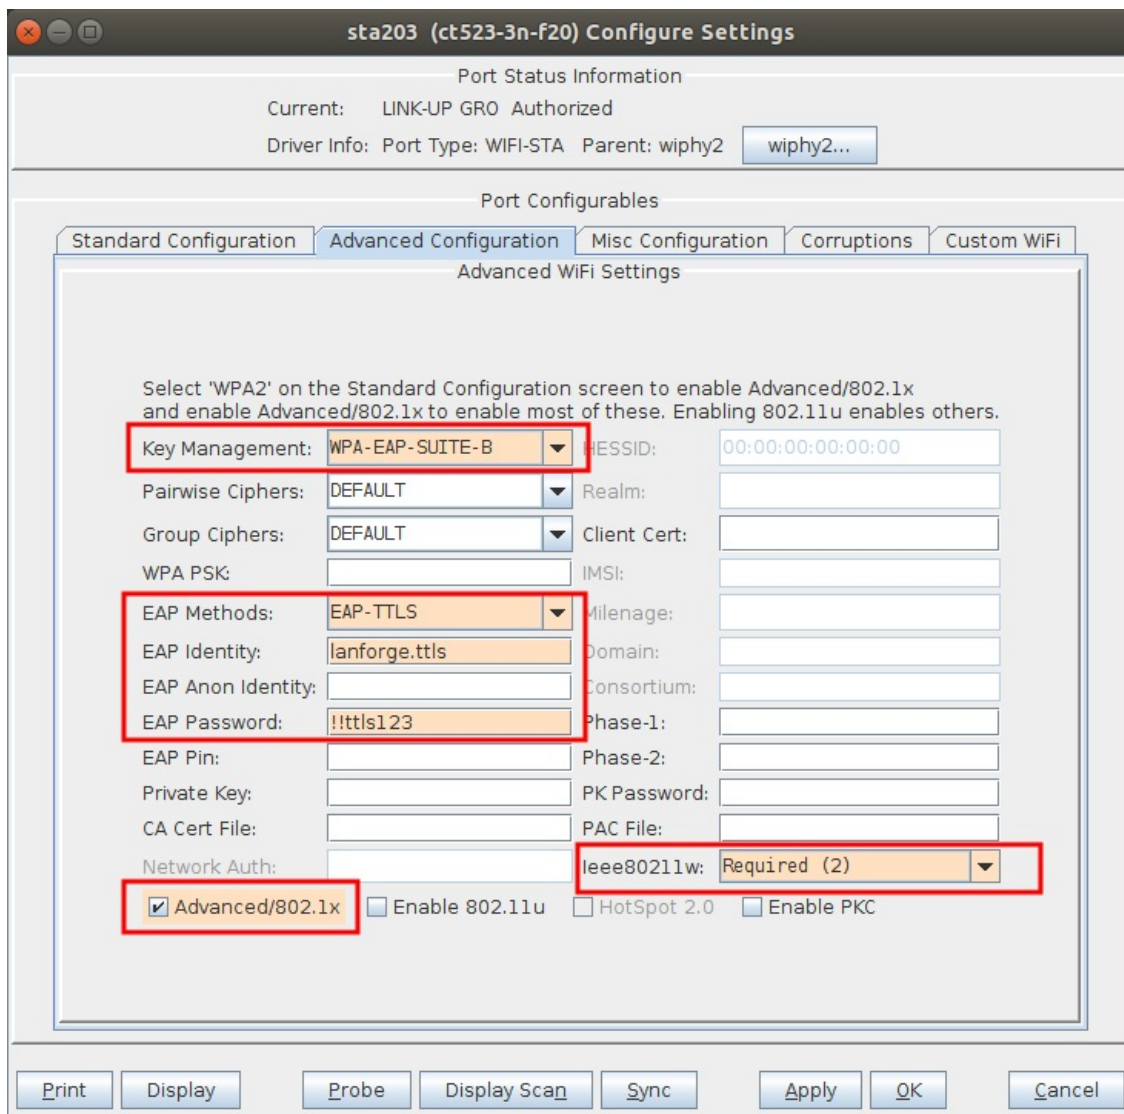 sta203 (ct523-3n-f20) Configure Settings
Port Status Information
Current: LINK-UP GRO Authorized
Driver Info: Port Type: WIFI-STA Parent: wiphy2 wiphy2...
Port Configurables
Standard Configuration Advanced Configuration Misc Configuration Corruptions Custom WiFi
Advanced WiFi Settings
Select 'WPA2' on the Standard Configuration screen to enable Advanced/802.1x
and enable Advanced/802.1x to enable most of these. Enabling 802.11u enables others.
Key Management: WPA-EAP-SUITE-B HESSID: 00:00:00:00:00:00
Pairwise Ciphers: DEFAULT Realm:
Group Ciphers: DEFAULT Client Cert:
WPA PSK: IMSI:
EAP Methods: EAP-TTLS Milenage:
EAP Identity: lanforge.ttls Domain:
EAP Anon Identity: Consortium:
EAP Password: !!ttls123 Phase-1:
EAP Pin: Phase-2:
Private Key: PK Password:
CA Cert File: PAC File:
Network Auth: Ieee80211w: Required (2)
Advanced/802.1x Enable 802.11u HotSpot 2.0 Enable PKC
Print Display Probe Display Scan Sync Apply OK Cancel